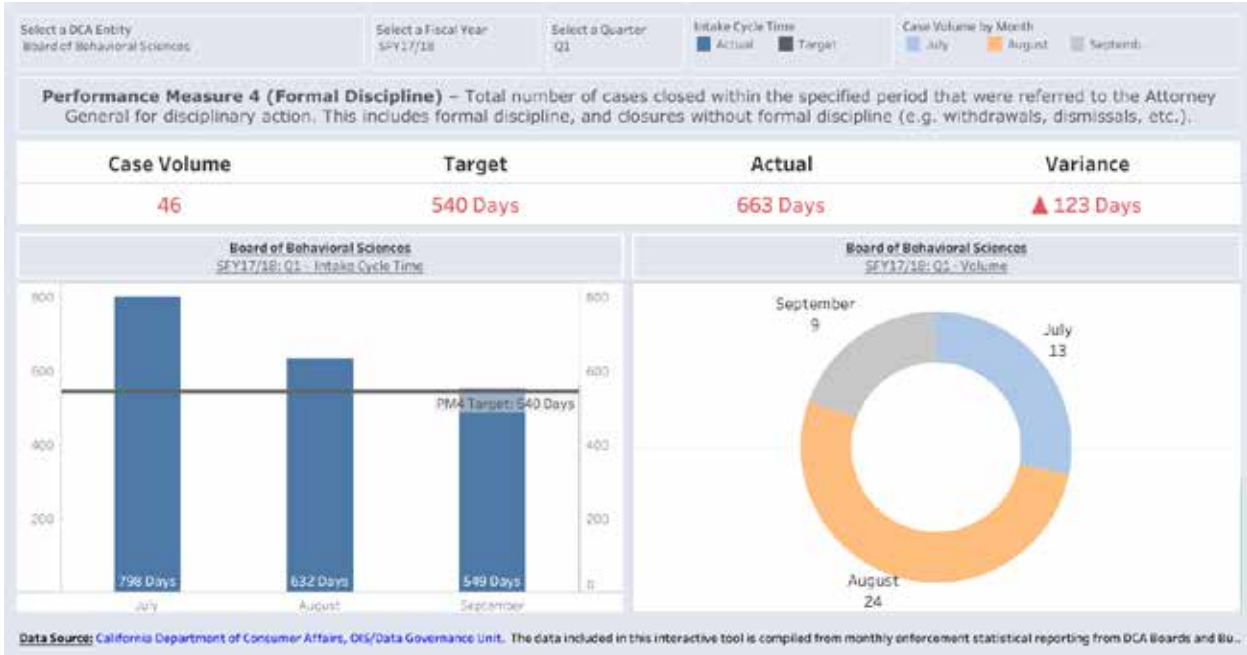 Select a DCA Entity
Board of Behavioral Sciences
Select a Fiscal Year
SFY17/18
Select a Quarter
Q1
Intake Cycle Time
Actual Target
Case Volume by Month
July August Septemb..
Performance Measure 4 (Formal Discipline) – Total number of cases closed within the specified period that were referred to the Attorney
General for disciplinary action. This includes formal discipline, and closures without formal discipline (e.g. withdrawals, dismissals, etc.).
Case Volume Target Actual Variance
46 540 Days 663 Days ▲ 123 Days
Board of Behavioral Sciences
SFY17/18: Q1 - Intake Cycle Time
800 800
600 600
PM4 Target: 540 Days
400 400
200 200
798 Days 632 Days 549 Days 0
July August September
Board of Behavioral Sciences
SFY17/18: Q1 - Volume
September
9
July
13
August
24
Data Source: California Department of Consumer Affairs, OIS/Data Governance Unit. The data included in this interactive tool is compiled from monthly enforcement statistical reporting from DCA Boards and Bu..